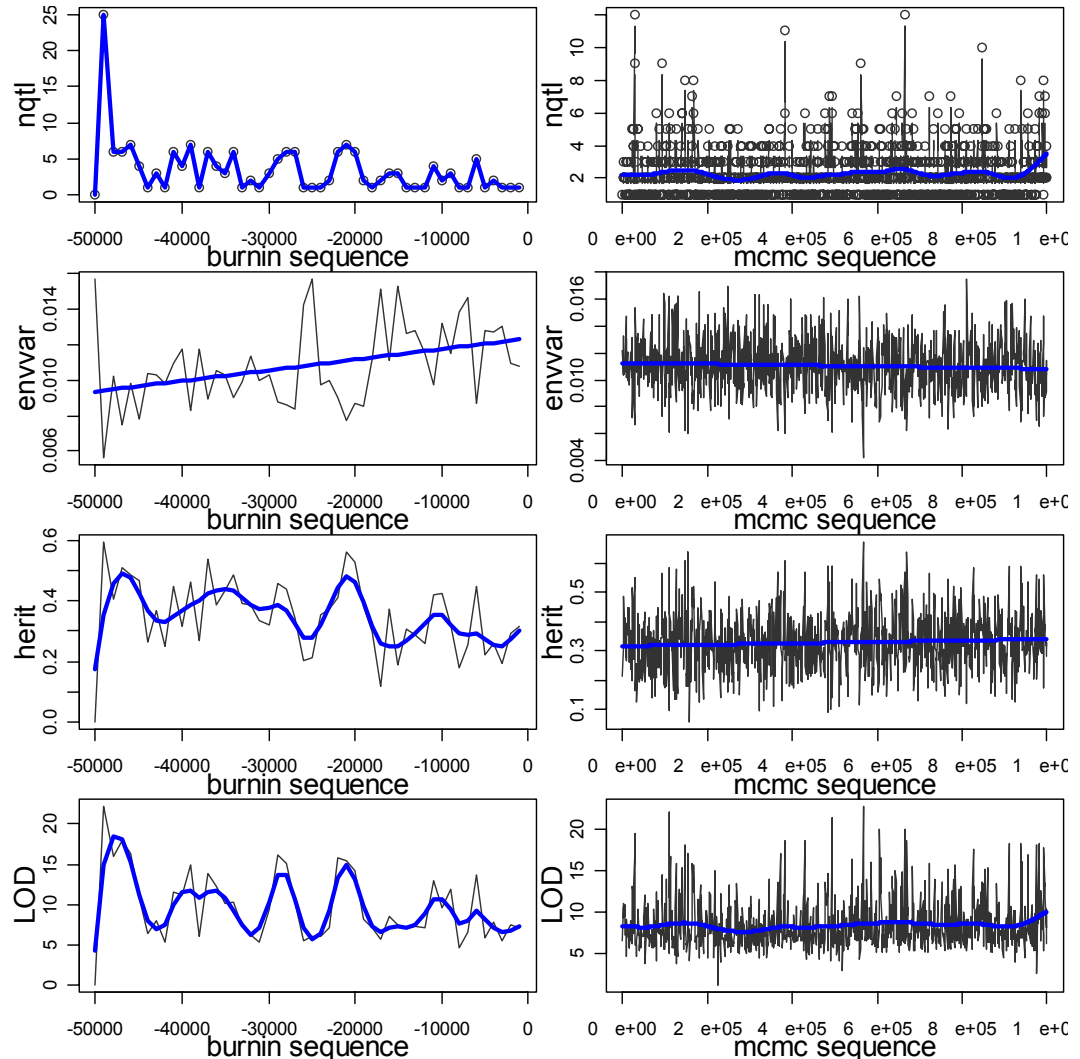 0 5 10 15 20 25
nqtl
-50000 -40000 -30000 -20000 -10000 0
burnin sequence
2 4 6 8 10 12
nqtl
0 e+00 2 e+05 4 e+05 6 e+05 8 e+05 1 e+0
mcmc sequence
0.006 0.010 0.014
envvar
-50000 -40000 -30000 -20000 -10000 0
burnin sequence
0.004 0.010 0.016
envvar
0 e+00 2 e+05 4 e+05 6 e+05 8 e+05 1 e+0
mcmc sequence
0.0 0.2 0.4 0.6
herit
-50000 -40000 -30000 -20000 -10000 0
burnin sequence
0.1 0.3 0.5
herit
0 e+00 2 e+05 4 e+05 6 e+05 8 e+05 1 e+0
mcmc sequence
0 5 10 15 20
LOD
-50000 -40000 -30000 -20000 -10000 0
burnin sequence
5 10 15 20
LOD
0 e+00 2 e+05 4 e+05 6 e+05 8 e+05 1 e+0
mcmc sequence